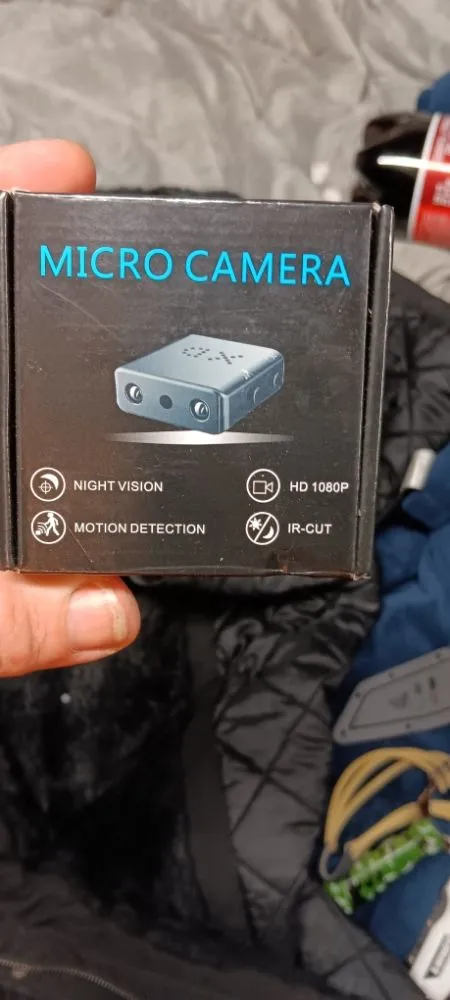 MICRO CAMERA
NIGHT VISION
HD 1080P
MOTION DETECTION
IR-CUT